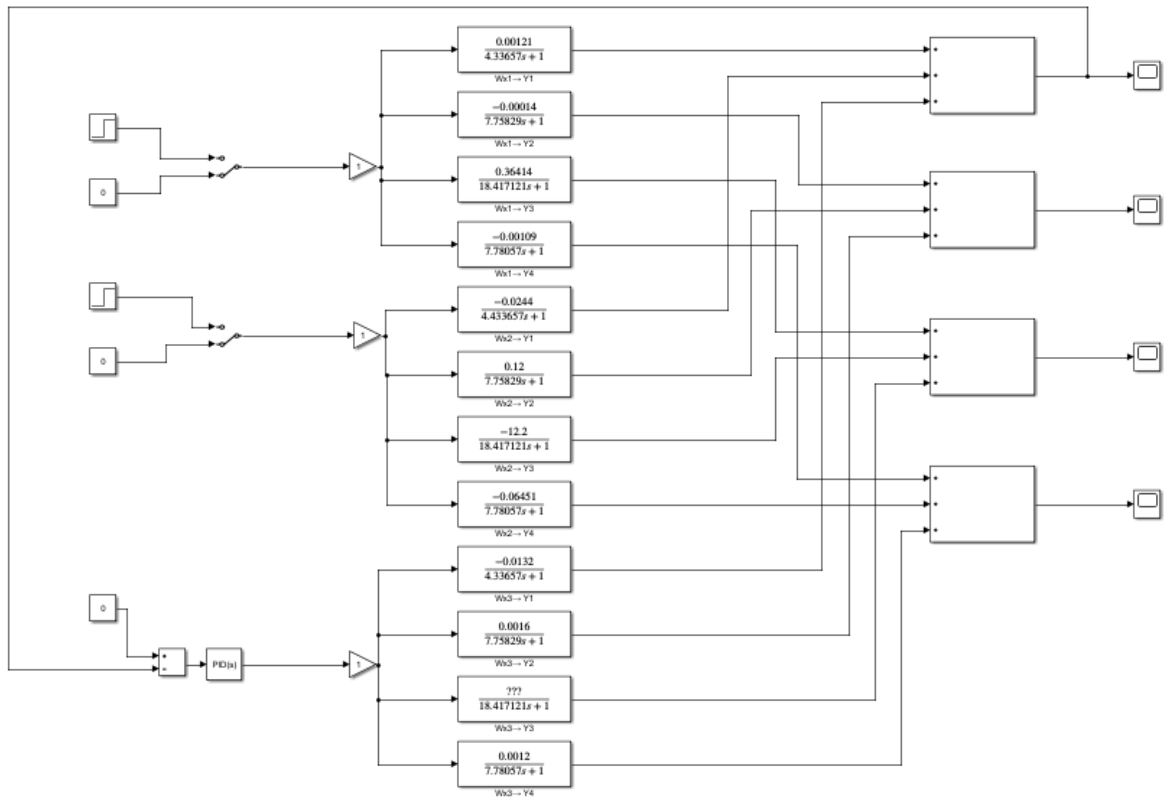 0.00121
4.33657s + 1
Wx1→ Y1
−0.00014
7.75829s + 1
Wx1→ Y2
0.36414
18.417121s + 1
Wx1→ Y3
−0.00109
7.78057s + 1
Wx1→ Y4
0
1
−0.0244
4.433657s + 1
Wx2→ Y1
0.12
7.75829s + 1
Wx2→ Y2
−12.2
18.417121s + 1
Wx2→ Y3
−0.06451
7.78057s + 1
Wx2→ Y4
0
1
−0.0132
4.33657s + 1
Wx3→ Y1
0.0016
7.75829s + 1
Wx3→ Y2
???
18.417121s + 1
Wx3→ Y3
0.0012
7.78057s + 1
Wx3→ Y4
0
PID(s)
1